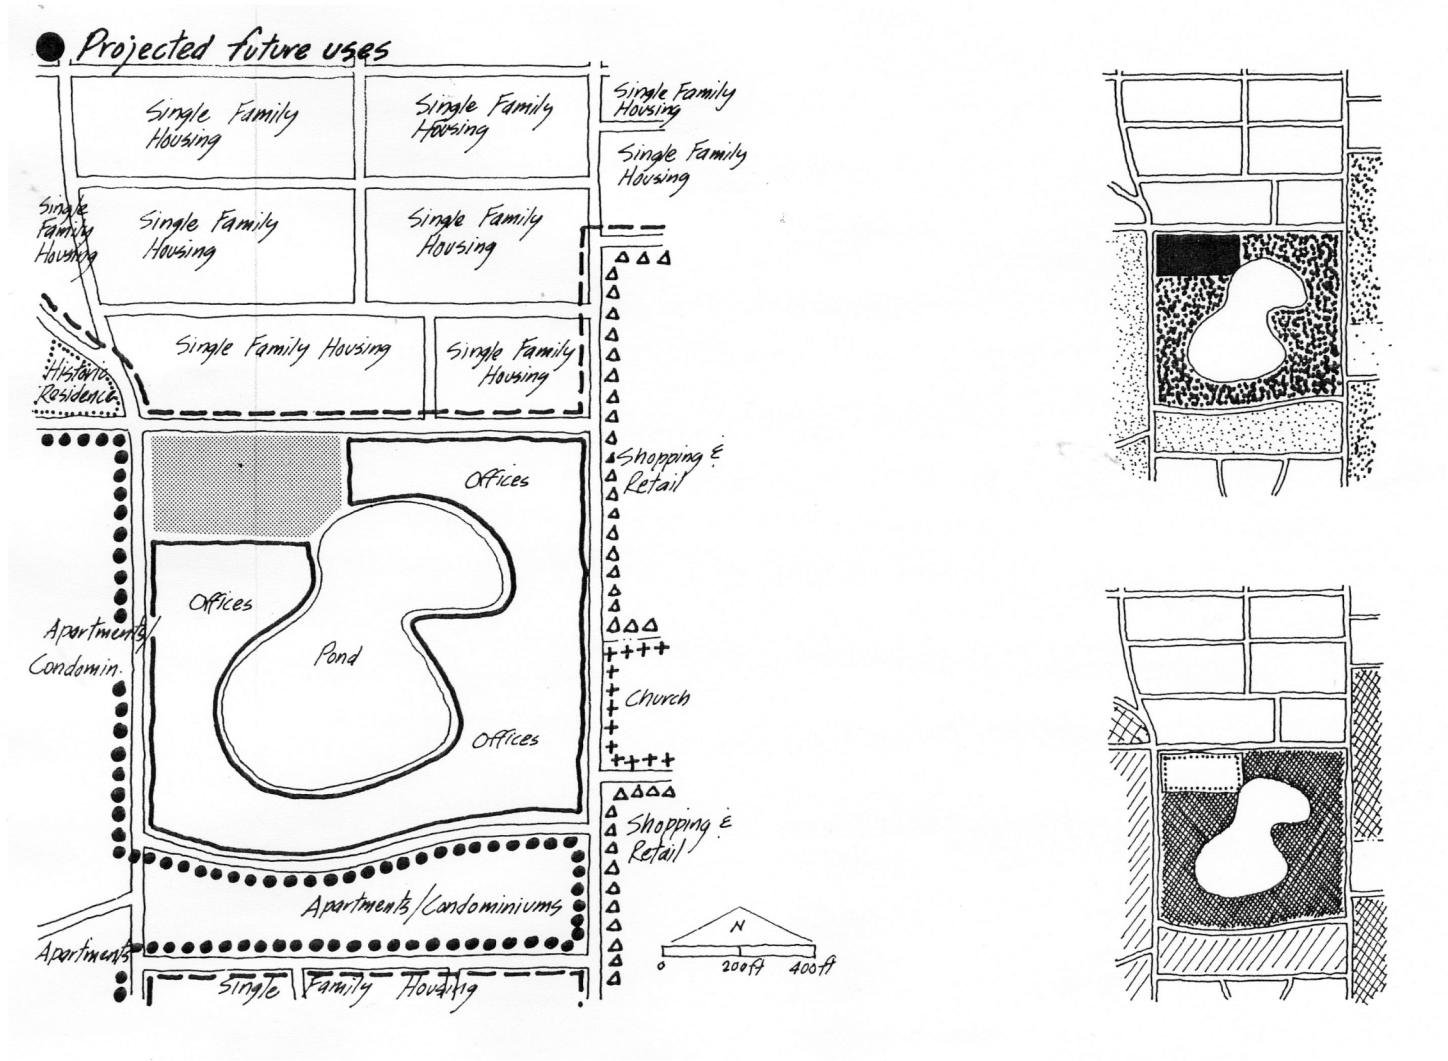 Projected future uses
Single Family
Housing
Single Family
Housing
Single Family
Housing
Single Family
Housing
Single
Family
Housing
Single Family
Housing
Single Family
Housing
Single Family Housing
Single Family
Housing
Historic
Residence
Offices
Shopping &
Retail
Offices
Apartments/
Condomin.
Pond
Church
Offices
Shopping &
Retail
Apartments/Condominiums
N
0 200ft 400ft
Apartments
Single Family Housing